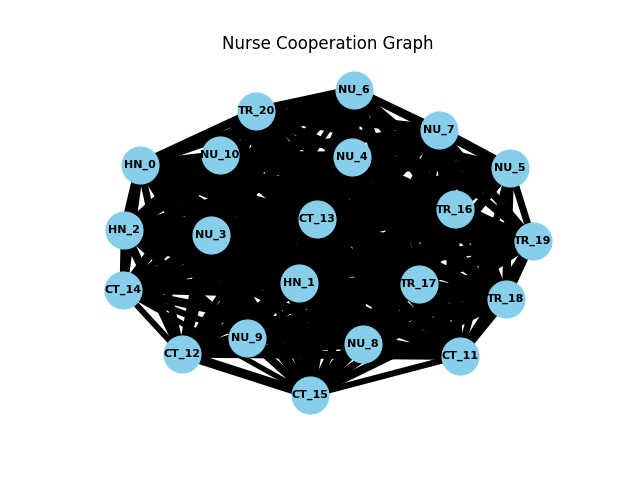 Nurse Cooperation Graph
NU_6
TR_20
NU_7
NU_10
NU_4
HN_0
NU_5
TR_16
CT_13
HN_2
NU_3
TR_19
HN_1
TR_17
CT_14
TR_18
NU_9
NU_8
CT_12
CT_11
CT_15